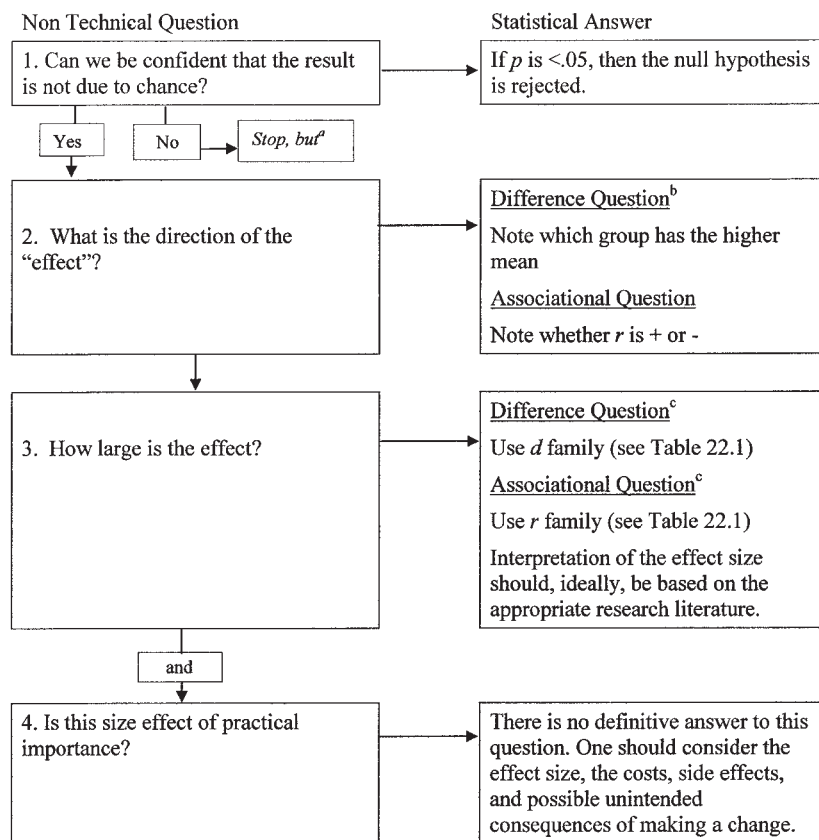 Non Technical Question
Statistical Answer
1. Can we be confident that the result
is not due to chance?
If p is <.05, then the null hypothesis
is rejected.
Yes
No
Stop, but^a
2. What is the direction of the
“effect”?
Difference Question^b
Note which group has the higher
mean
Associational Question
Note whether r is + or -
3. How large is the effect?
Difference Question^c
Use d family (see Table 22.1)
Associational Question^c
Use r family (see Table 22.1)
Interpretation of the effect size
should, ideally, be based on the
appropriate research literature.
and
4. Is this size effect of practical
importance?
There is no definitive answer to this
question. One should consider the
effect size, the costs, side effects,
and possible unintended
consequences of making a change.